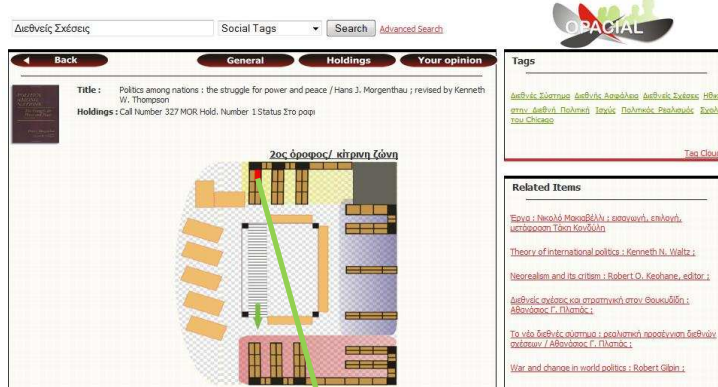 Διεθνείς Σχέσεις
Social Tags
Search
Advanced Search
OPACIAL
Back
General
Holdings
Your opinion
Title : Politics among nations : the struggle for power and peace / Hans J. Morgenthau ; revised by Kenneth
W. Thompson
Holdings : Call Number 327 MOR Hold. Number 1 Status Στο ραφι
2ος όροφος/ κίτρινη ζώνη
Tags
Διεθνές Σύστημα Διεθνής Ασφάλεια Διεθνείς Σχέσεις Ηθικ
στην Διεθνή Πολιτική Ισχύς Πολιτικός Ρεαλισμός Σχολ
του Chicago
Tag Cloud
Related Items
Έργα : Νικολό Μακιαβέλλι ; εισαγωγή, επιλογή,
μετάφραση Τάκη Κονδύλη
Theory of international politics : Kenneth N. Waltz ;
Neorealism and its critism : Robert O. Keohane, editor ;
Διεθνείς σχέσεις και στρατηγική στον Θουκυδίδη :
Αθανάσιος Γ. Πλατιάς ;
Το νέο διεθνές σύστημα : ρεαλιστική προσέγγιση διεθνών
σχέσεων / Αθανάσιος Γ. Πλατιάς ;
War and change in world politics : Robert Gilpin ;